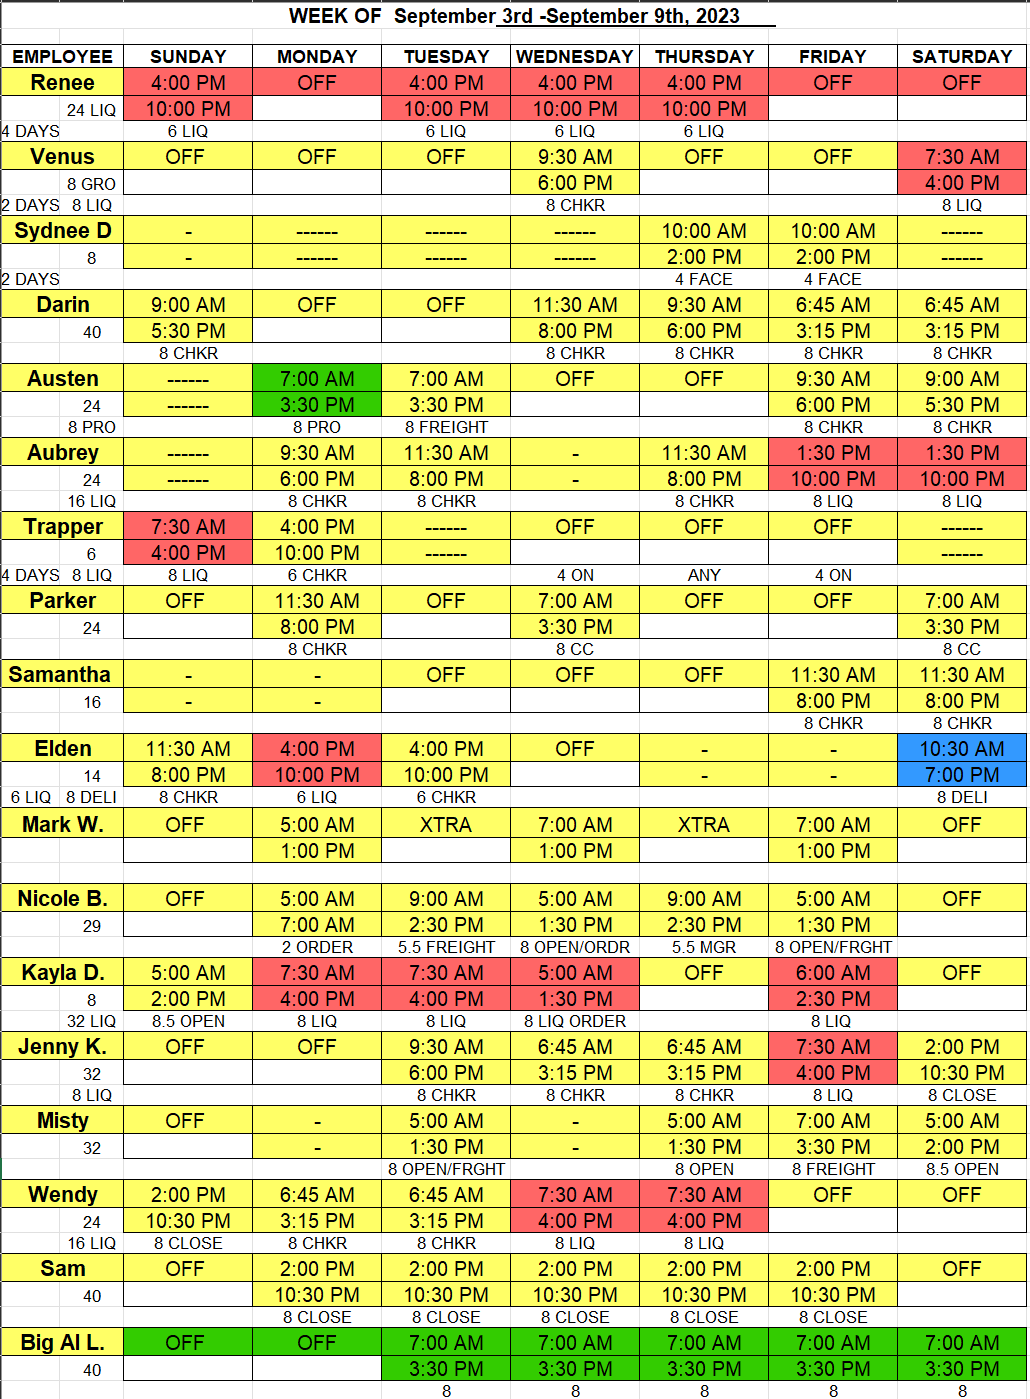 WEEK OF September 3rd -September 9th, 2023
EMPLOYEE SUNDAY MONDAY TUESDAY WEDNESDAY THURSDAY FRIDAY SATURDAY
Renee 4:00 PM OFF 4:00 PM 4:00 PM 4:00 PM OFF OFF
24 LIQ 10:00 PM 10:00 PM 10:00 PM 10:00 PM
4 DAYS 6 LIQ 6 LIQ 6 LIQ 6 LIQ
Venus OFF OFF OFF 9:30 AM OFF OFF 7:30 AM
8 GRO 6:00 PM 4:00 PM
2 DAYS 8 LIQ 8 CHKR 8 LIQ
Sydnee D - ------ ------ ------ 10:00 AM 10:00 AM ------
8 - ------ ------ ------ 2:00 PM 2:00 PM ------
2 DAYS 4 FACE 4 FACE
Darin 9:00 AM OFF OFF 11:30 AM 9:30 AM 6:45 AM 6:45 AM
40 5:30 PM 8:00 PM 6:00 PM 3:15 PM 3:15 PM
8 CHKR 8 CHKR 8 CHKR 8 CHKR 8 CHKR
Austen ------ 7:00 AM 7:00 AM OFF OFF 9:30 AM 9:00 AM
24 ------ 3:30 PM 3:30 PM 6:00 PM 5:30 PM
8 PRO 8 PRO 8 FREIGHT 8 CHKR 8 CHKR
Aubrey ------ 9:30 AM 11:30 AM - 11:30 AM 1:30 PM 1:30 PM
24 ------ 6:00 PM 8:00 PM - 8:00 PM 10:00 PM 10:00 PM
16 LIQ 8 CHKR 8 CHKR 8 CHKR 8 LIQ 8 LIQ
Trapper 7:30 AM 4:00 PM ------ OFF OFF OFF ------
6 4:00 PM 10:00 PM ------ ------
4 DAYS 8 LIQ 8 LIQ 6 CHKR 4 ON ANY 4 ON
Parker OFF 11:30 AM OFF 7:00 AM OFF OFF 7:00 AM
24 8:00 PM 3:30 PM 3:30 PM
8 CHKR 8 CC 8 CC
Samantha - - OFF OFF OFF 11:30 AM 11:30 AM
16 - - 8:00 PM 8:00 PM
8 CHKR 8 CHKR
Elden 11:30 AM 4:00 PM 4:00 PM OFF - - 10:30 AM
14 8:00 PM 10:00 PM 10:00 PM - - 7:00 PM
6 LIQ 8 DELI 8 CHKR 6 LIQ 6 CHKR 8 DELI
Mark W. OFF 5:00 AM XTRA 7:00 AM XTRA 7:00 AM OFF
1:00 PM 1:00 PM 1:00 PM
Nicole B. OFF 5:00 AM 9:00 AM 5:00 AM 9:00 AM 5:00 AM OFF
29 7:00 AM 2:30 PM 1:30 PM 2:30 PM 1:30 PM
2 ORDER 5.5 FREIGHT 8 OPEN/ORDR 5.5 MGR 8 OPEN/FRGHT
Kayla D. 5:00 AM 7:30 AM 7:30 AM 5:00 AM OFF 6:00 AM OFF
8 2:00 PM 4:00 PM 4:00 PM 1:30 PM 2:30 PM
32 LIQ 8.5 OPEN 8 LIQ 8 LIQ 8 LIQ ORDER 8 LIQ
Jenny K. OFF OFF 9:30 AM 6:45 AM 6:45 AM 7:30 AM 2:00 PM
32 6:00 PM 3:15 PM 3:15 PM 4:00 PM 10:30 PM
8 LIQ 8 CHKR 8 CHKR 8 CHKR 8 LIQ 8 CLOSE
Misty OFF - 5:00 AM - 5:00 AM 7:00 AM 5:00 AM
32 - 1:30 PM - 1:30 PM 3:30 PM 2:00 PM
8 OPEN/FRGHT 8 OPEN 8 FREIGHT 8.5 OPEN
Wendy 2:00 PM 6:45 AM 6:45 AM 7:30 AM 7:30 AM OFF OFF
24 10:30 PM 3:15 PM 3:15 PM 4:00 PM 4:00 PM
16 LIQ 8 CLOSE 8 CHKR 8 CHKR 8 LIQ 8 LIQ
Sam OFF 2:00 PM 2:00 PM 2:00 PM 2:00 PM 2:00 PM OFF
40 10:30 PM 10:30 PM 10:30 PM 10:30 PM 10:30 PM
8 CLOSE 8 CLOSE 8 CLOSE 8 CLOSE 8 CLOSE
Big Al L. OFF OFF 7:00 AM 7:00 AM 7:00 AM 7:00 AM 7:00 AM
40 3:30 PM 3:30 PM 3:30 PM 3:30 PM 3:30 PM
8 8 8 8 8